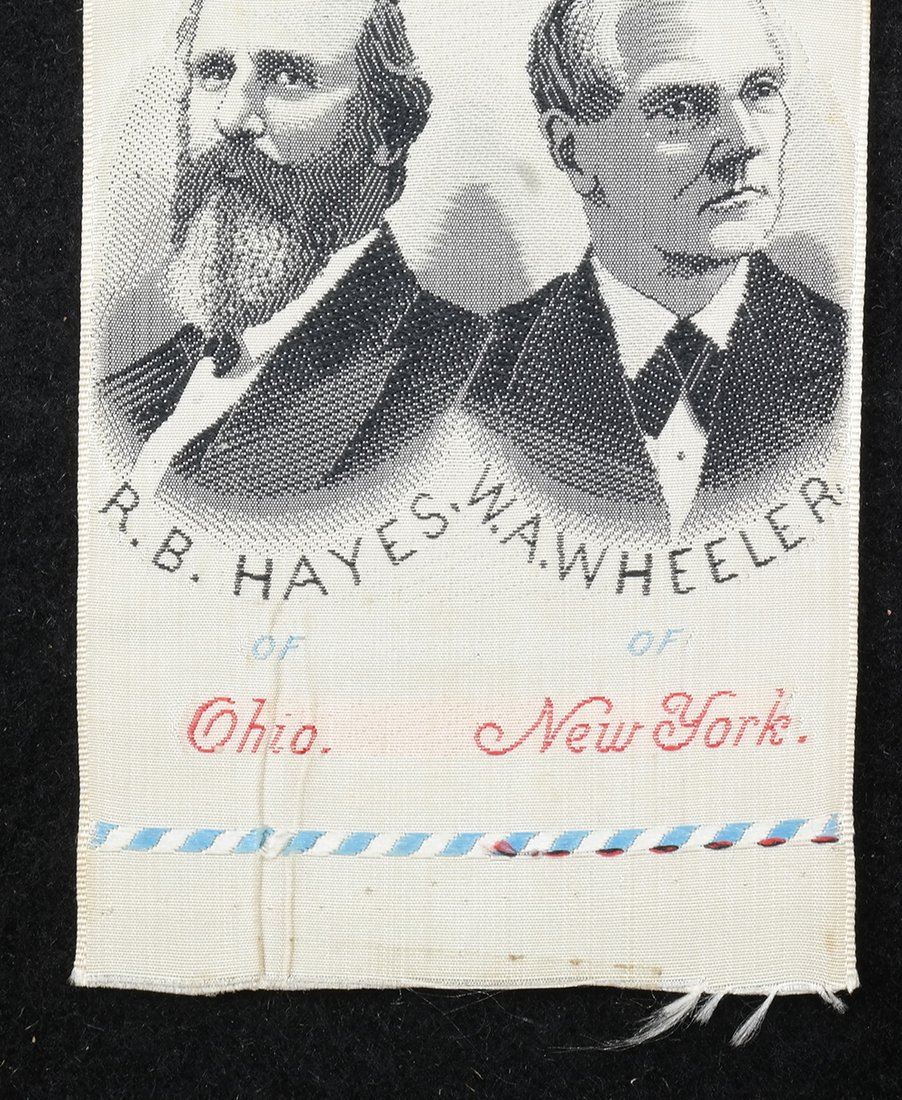 R. B. HAYES. W. A. WHEELER.
OF OF
Ohio. New York.